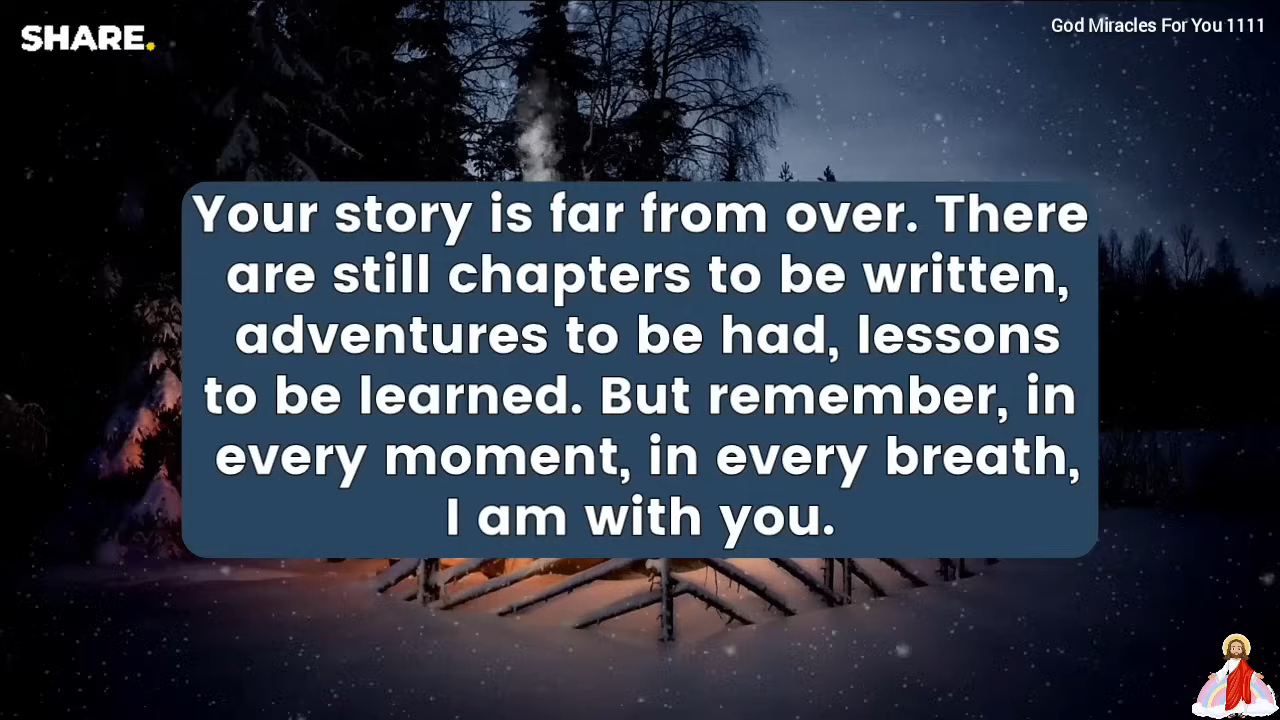 SHARE.
God Miracles For You 1111
Your story is far from over. There
are still chapters to be written,
adventures to be had, lessons
to be learned. But remember, in
every moment, in every breath,
I am with you.